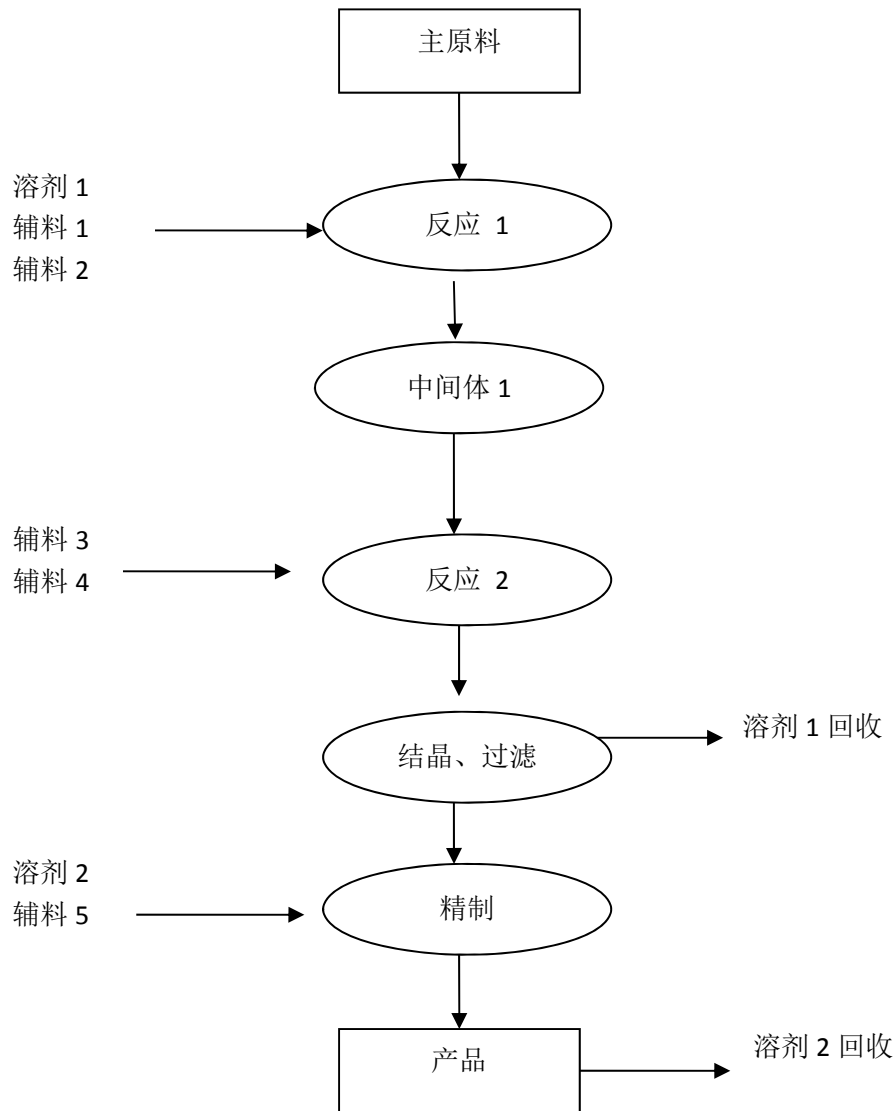 主原料
溶剂 1
辅料 1
辅料 2
反应 1
中间体 1
辅料 3
辅料 4
反应 2
结晶、过滤
溶剂 1 回收
溶剂 2
辅料 5
精制
产品
溶剂 2 回收